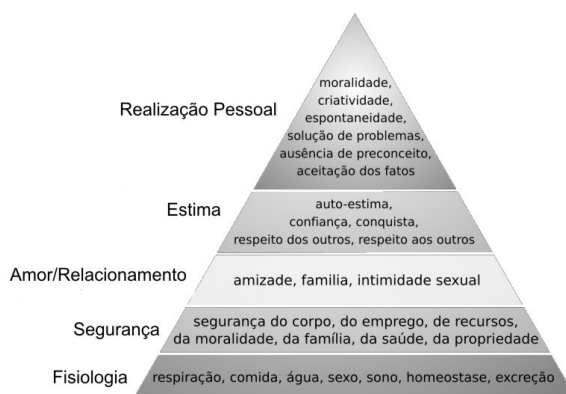 Realização Pessoal
moralidade,
criatividade,
espontaneidade,
solução de problemas,
ausência de preconceito,
aceitação dos fatos
Estima
auto-estima,
confiança, conquista,
respeito dos outros, respeito aos outros
Amor/Relacionamento
amizade, familia, intimidade sexual
Segurança
segurança do corpo, do emprego, de recursos,
da moralidade, da família, da saúde, da propriedade
Fisiologia
respiração, comida, água, sexo, sono, homeostase, excreção